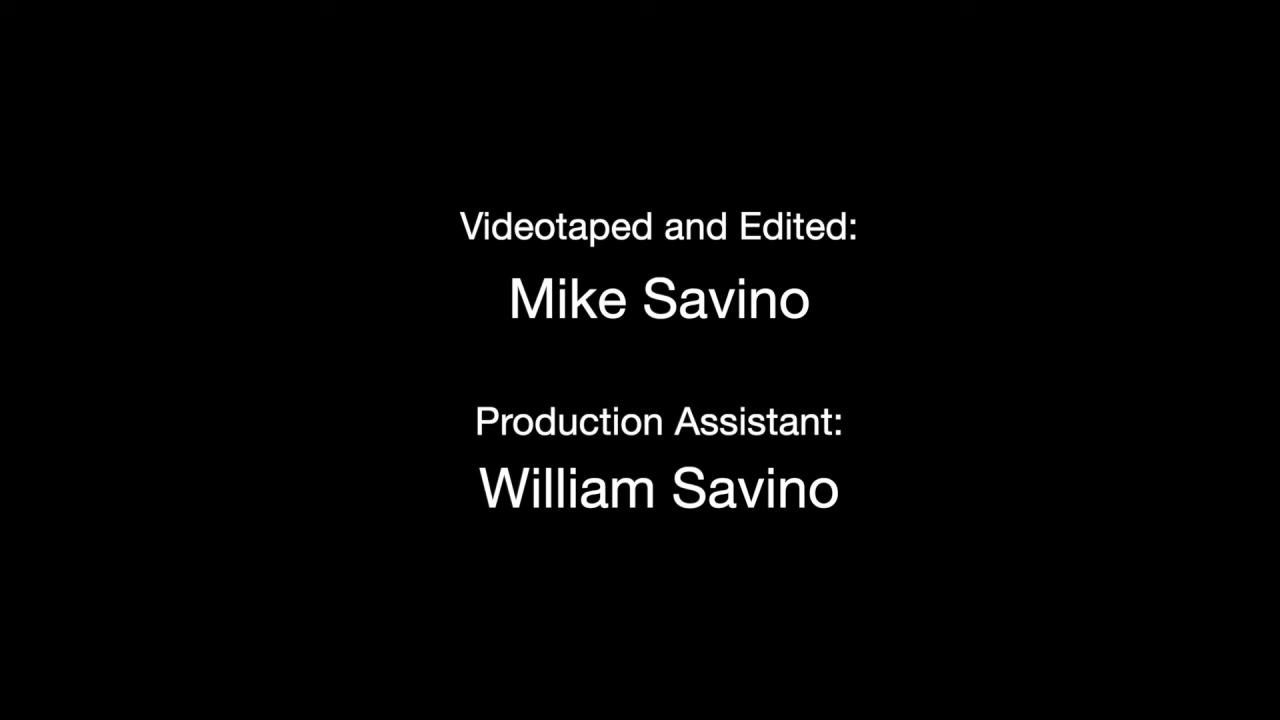 Videotaped and Edited:
Mike Savino
Production Assistant:
William Savino